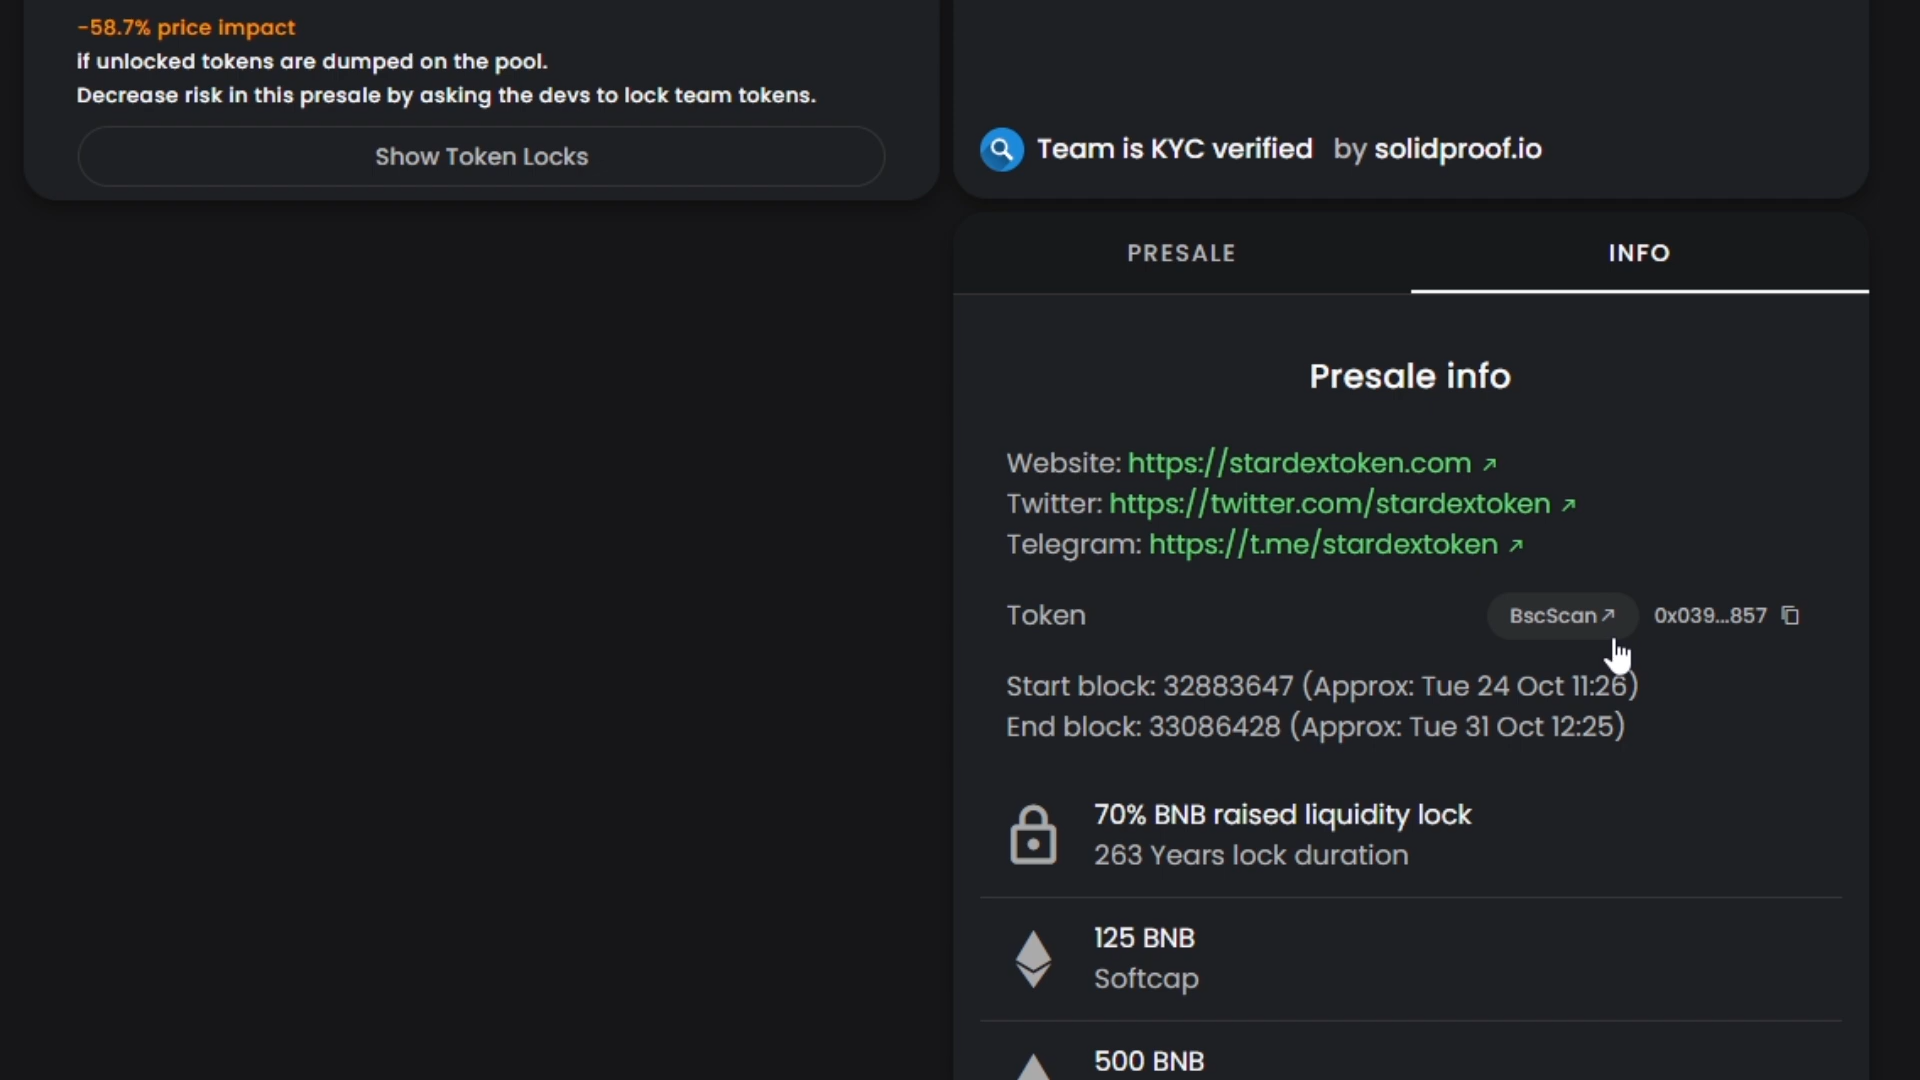 -58.7% price impact
if unlocked tokens are dumped on the pool.
Decrease risk in this presale by asking the devs to lock team tokens.
Show Token Locks
Team is KYC verified by solidproof.io
PRESALE INFO
Presale info
Website: https://stardextoken.com ↗
Twitter: https://twitter.com/stardextoken ↗
Telegram: https://t.me/stardextoken ↗
Token BscScan↗ 0x039...857
Start block: 32883647 (Approx: Tue 24 Oct 11:26)
End block: 33086428 (Approx: Tue 31 Oct 12:25)
70% BNB raised liquidity lock
263 Years lock duration
125 BNB
Softcap
500 BNB